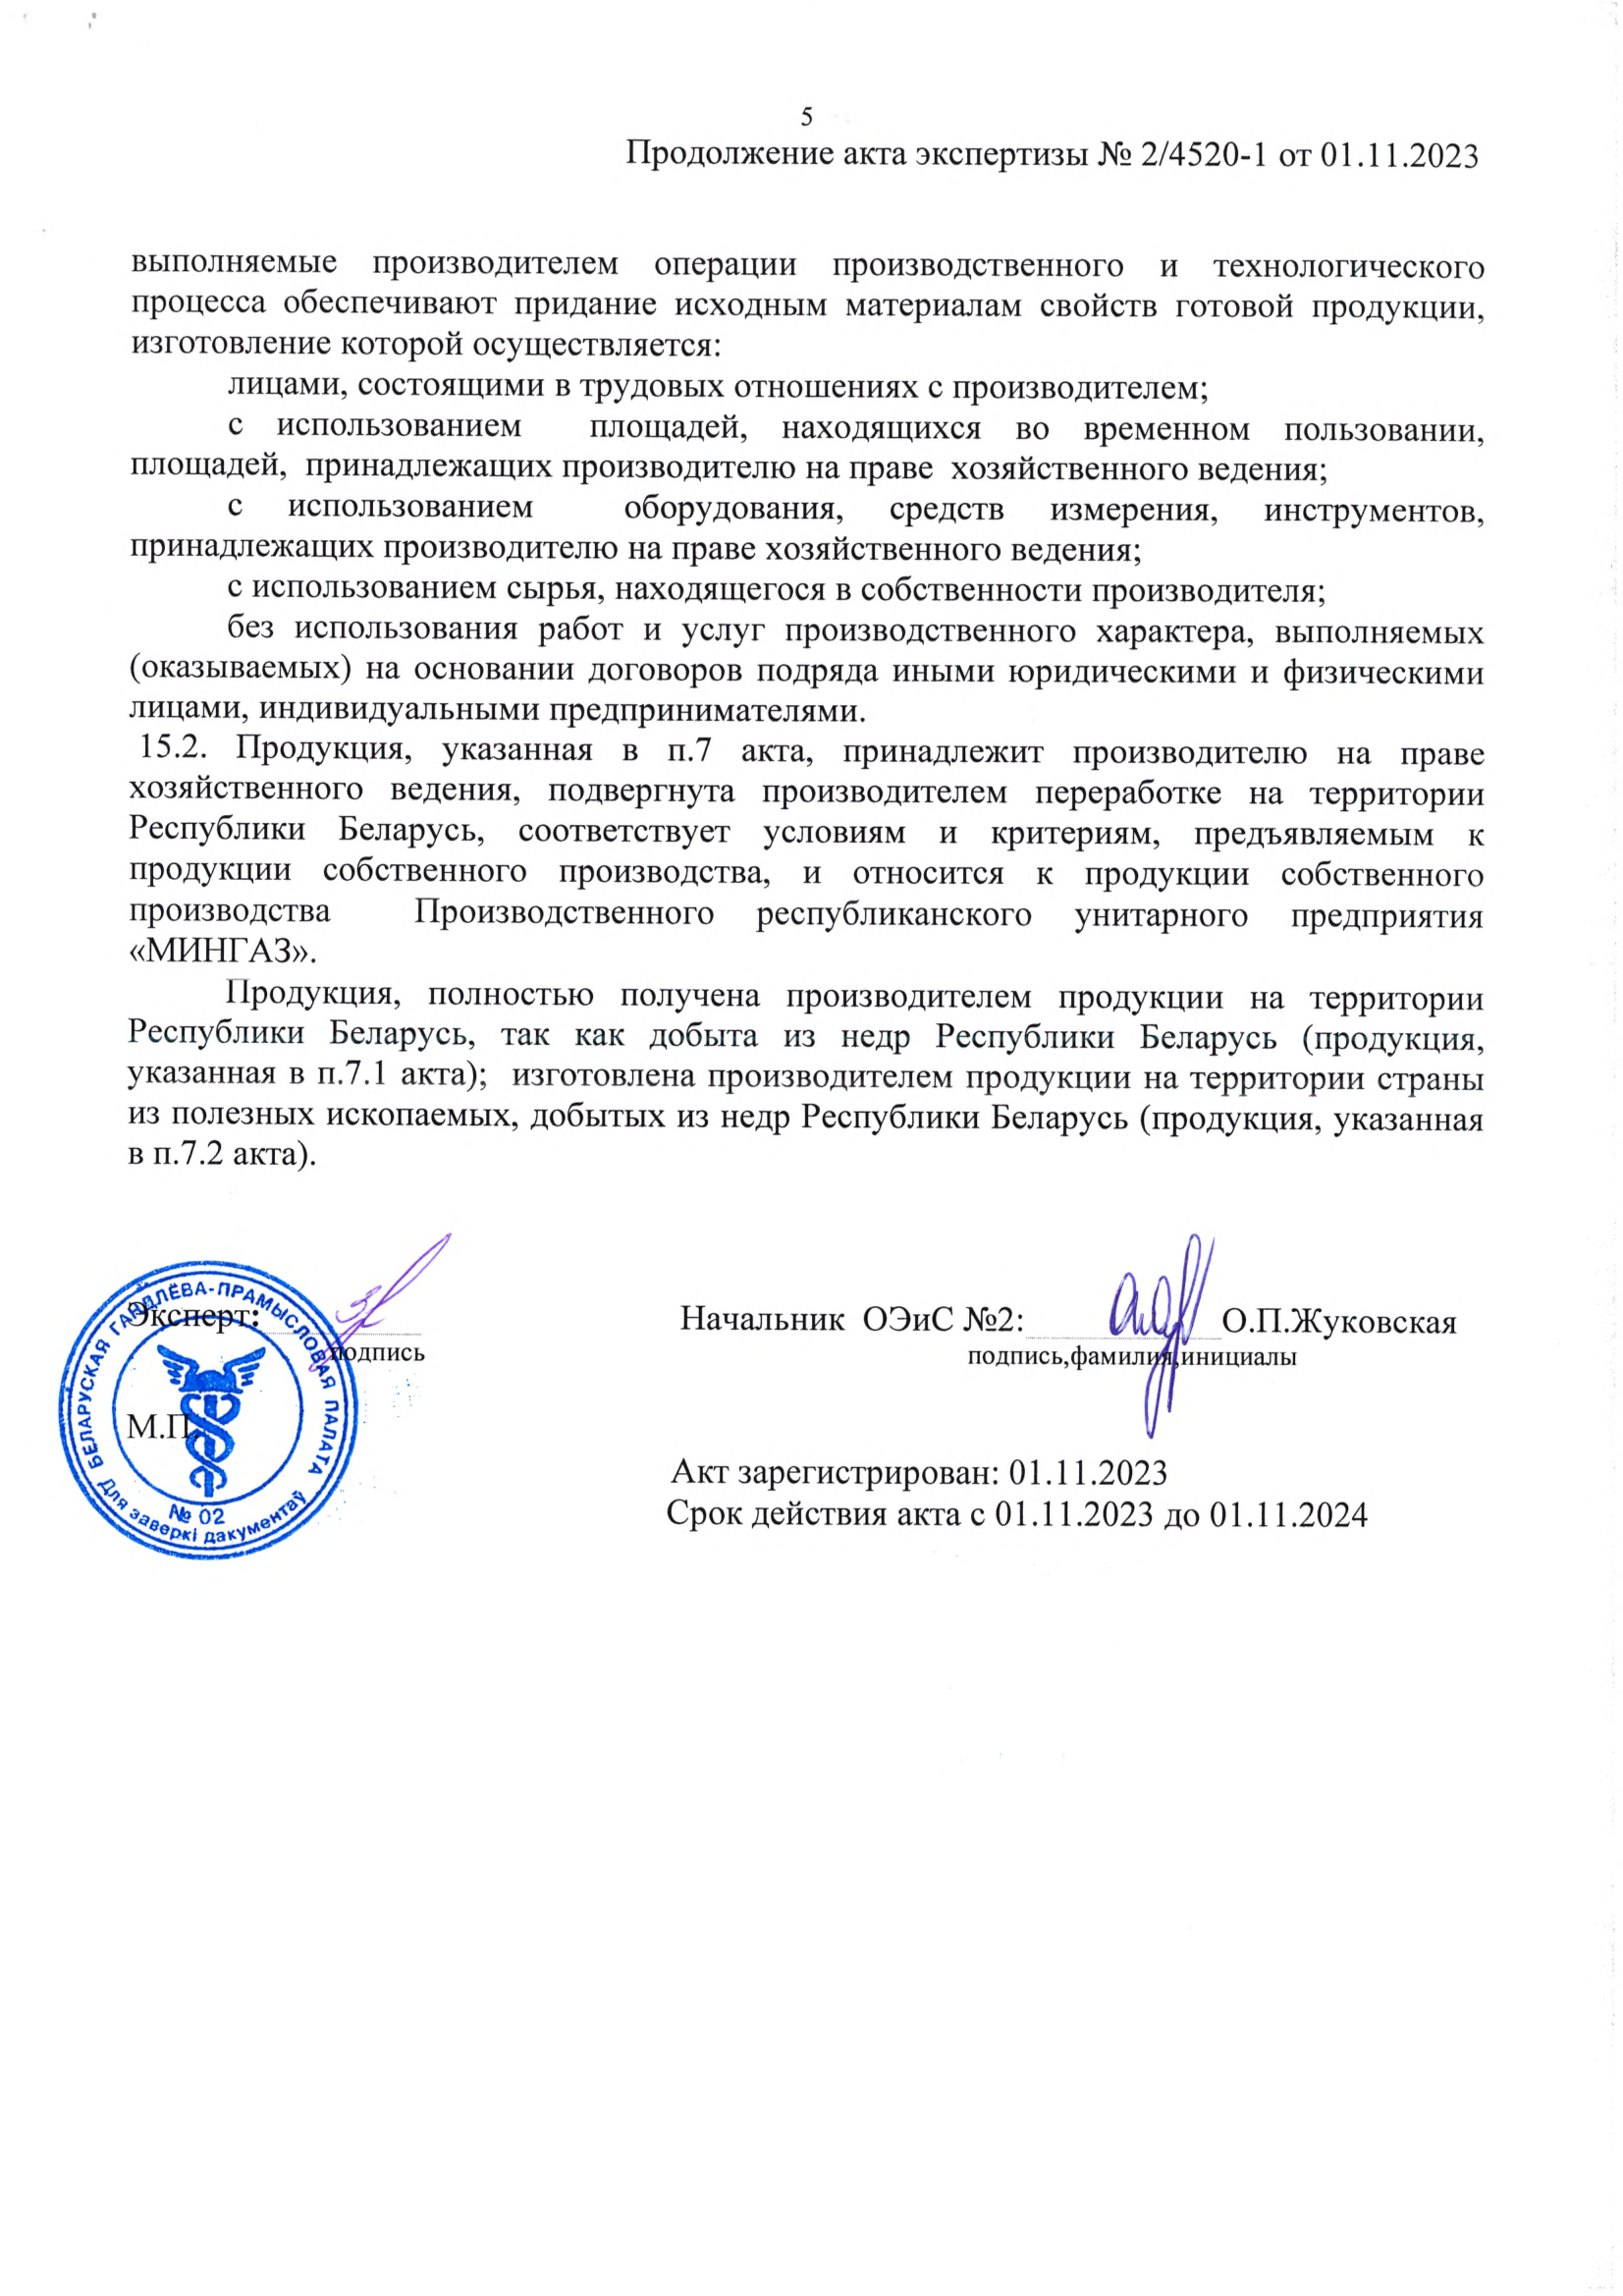 5
Продолжение акта экспертизы № 2/4520-1 от 01.11.2023
выполняемые производителем операции производственного и технологического
процесса обеспечивают придание исходным материалам свойств готовой продукции,
изготовление которой осуществляется:
лицами, состоящими в трудовых отношениях с производителем;
с использованием площадей, находящихся во временном пользовании,
площадей, принадлежащих производителю на праве хозяйственного ведения;
с использованием оборудования, средств измерения, инструментов,
принадлежащих производителю на праве хозяйственного ведения;
с использованием сырья, находящегося в собственности производителя;
без использования работ и услуг производственного характера, выполняемых
(оказываемых) на основании договоров подряда иными юридическими и физическими
лицами, индивидуальными предпринимателями.
15.2. Продукция, указанная в п.7 акта, принадлежит производителю на праве
хозяйственного ведения, подвергнута производителем переработке на территории
Республики Беларусь, соответствует условиям и критериям, предъявляемым к
продукции собственного производства, и относится к продукции собственного
производства Производственного республиканского унитарного предприятия
«МИНГАЗ».
Продукция, полностью получена производителем продукции на территории
Республики Беларусь, так как добыта из недр Республики Беларусь (продукция,
указанная в п.7.1 акта); изготовлена производителем продукции на территории страны
из полезных ископаемых, добытых из недр Республики Беларусь (продукция, указанная
в п.7.2 акта).
Эксперт:
подпись
Начальник ОЭиС №2: О.П.Жуковская
подпись,фамилия,инициалы
М.П.
БЕЛАРУСКАЯ ГАНДЛЁВА-ПРАМЫСЛОВАЯ ПАЛАТА
№ 02
Для заверкі дакументаў
Акт зарегистрирован: 01.11.2023
Срок действия акта с 01.11.2023 до 01.11.2024